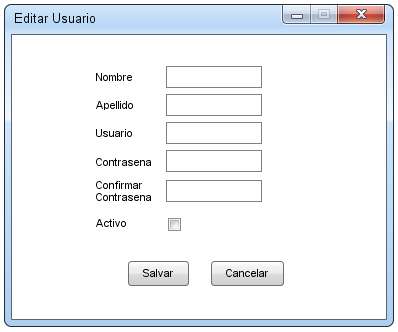 Editar Usuario
Nombre
Apellido
Usuario
Contrasena
Confirmar
Contrasena
Activo
Salvar
Cancelar